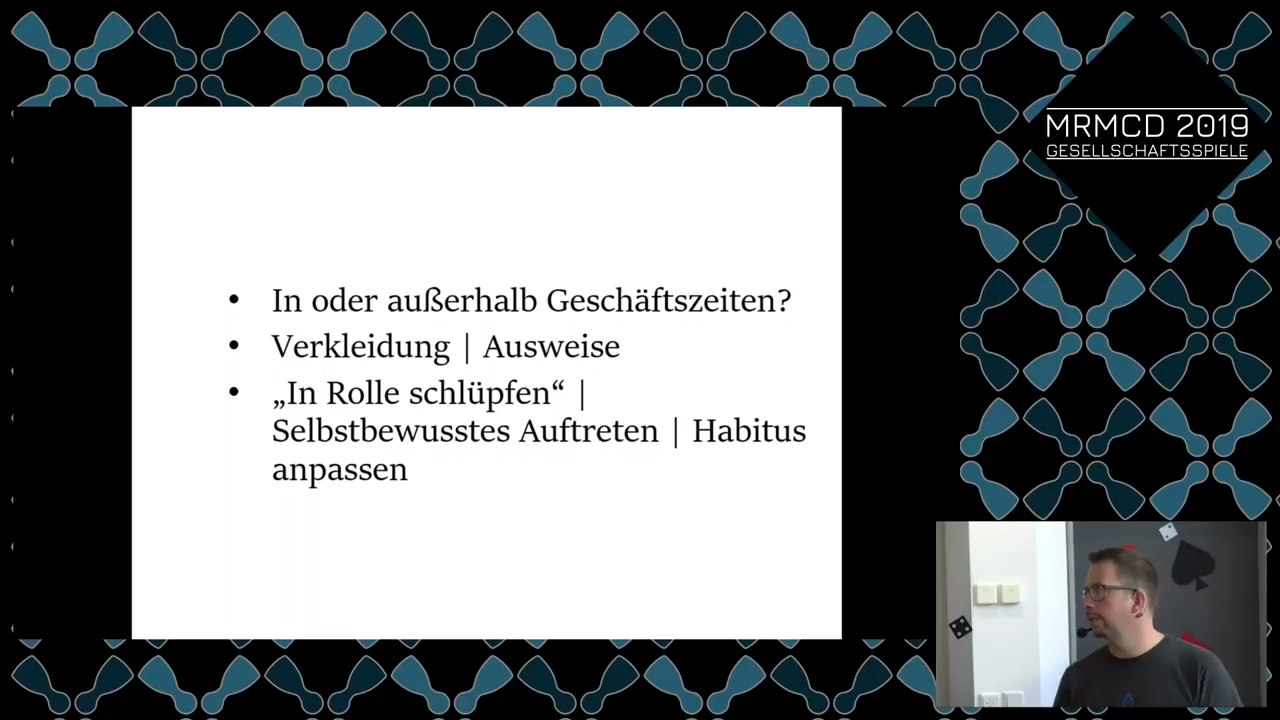 MRMCD 2019
GESELLSCHAFTSSPIELE
• In oder außerhalb Geschäftszeiten?
• Verkleidung | Ausweise
• „In Rolle schlüpfen“ |
Selbstbewusstes Auftreten | Habitus
anpassen